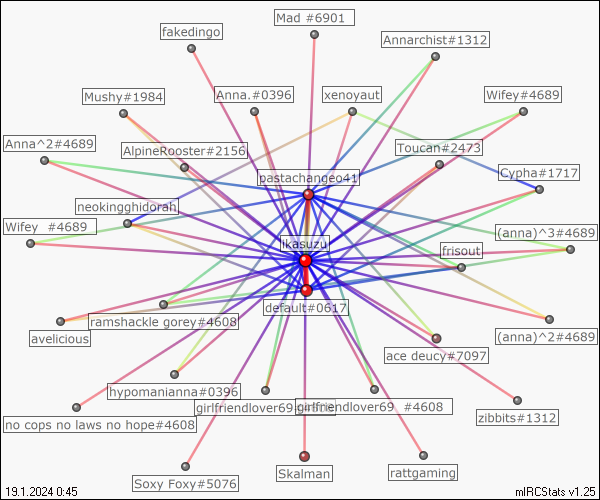 Mad #6901
fakedingo
Annarchist#1312
Mushy#1984
Anna.#0396
xenoyaut
Wifey#4689
Anna^2#4689
AlpineRooster#2156
Toucan#2473
pastachangeo41
Cypha#1717
neokingghidorah
Wifey #4689
likasuzu
(anna)^3#4689
frisout
default#0617
ramshackle gorey#4608
avelicious
(anna)^2#4689
ace deucy#7097
hypomanianna#0396
girlfriendlover69
girlfriendlover69 #4608
zibbits#1312
no cops no laws no hope#4608
Soxy Foxy#5076
Skalman
rattgaming
19.1.2024 0:45
mIRCStats v1.25